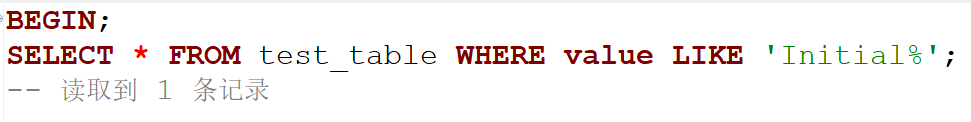 BEGIN;
SELECT * FROM test_table WHERE value LIKE 'Initial%';
-- 读取到 1 条记录